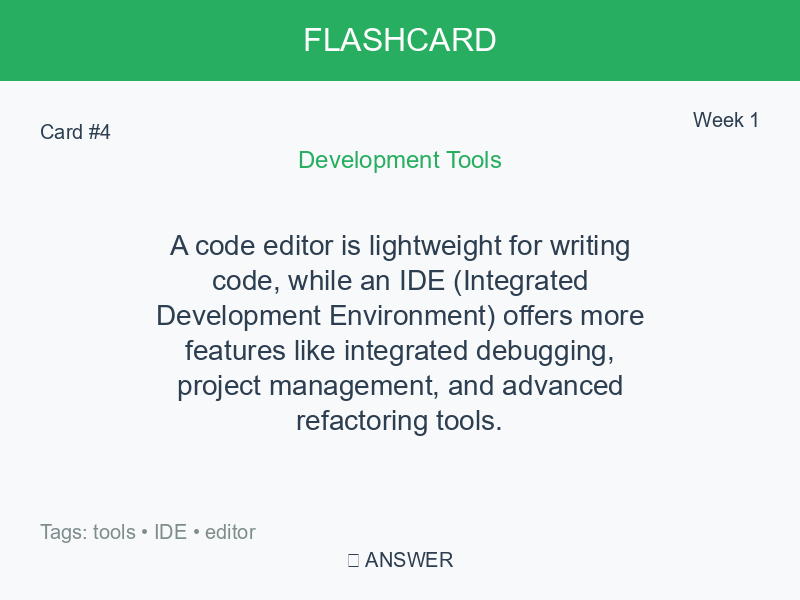 FLASHCARD
Card #4
Week 1
Development Tools
A code editor is lightweight for writing
code, while an IDE (Integrated
Development Environment) offers more
features like integrated debugging,
project management, and advanced
refactoring tools.
Tags: tools • IDE • editor
ANSWER